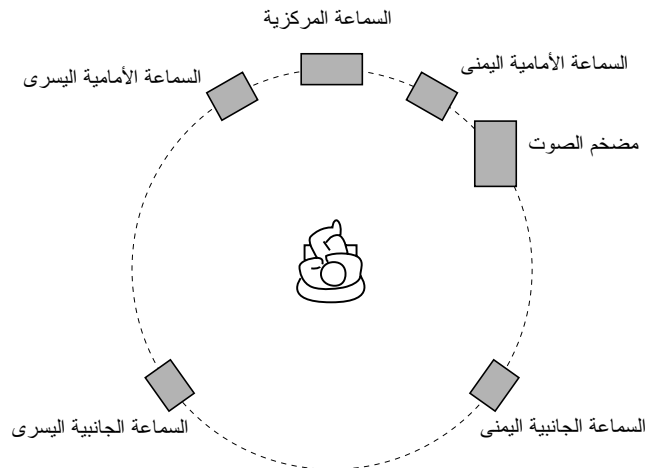 السماعة المركزية
السماعة الأمامية اليمنى
السماعة الأمامية اليسرى
مضخم الصوت
السماعة الجانبية اليمنى
السماعة الجانبية اليسرى